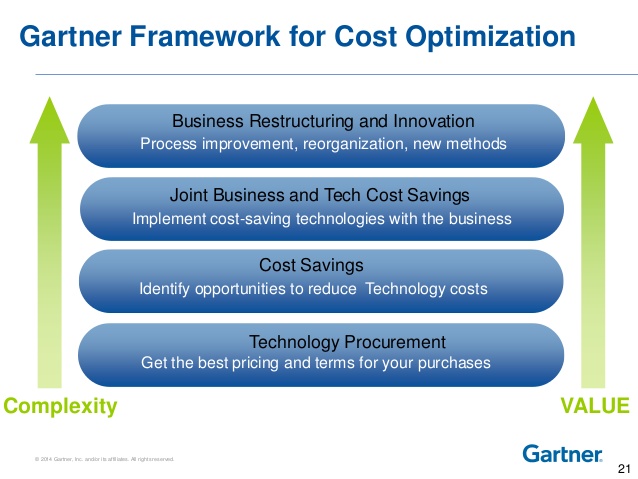 Gartner Framework for Cost Optimization
Business Restructuring and Innovation
Process improvement, reorganization, new methods
Joint Business and Tech Cost Savings
Implement cost-saving technologies with the business
Cost Savings
Identify opportunities to reduce Technology costs
Technology Procurement
Get the best pricing and terms for your purchases
Complexity
VALUE
© 2014 Gartner, Inc. and/or its affiliates. All rights reserved.
Gartner
21